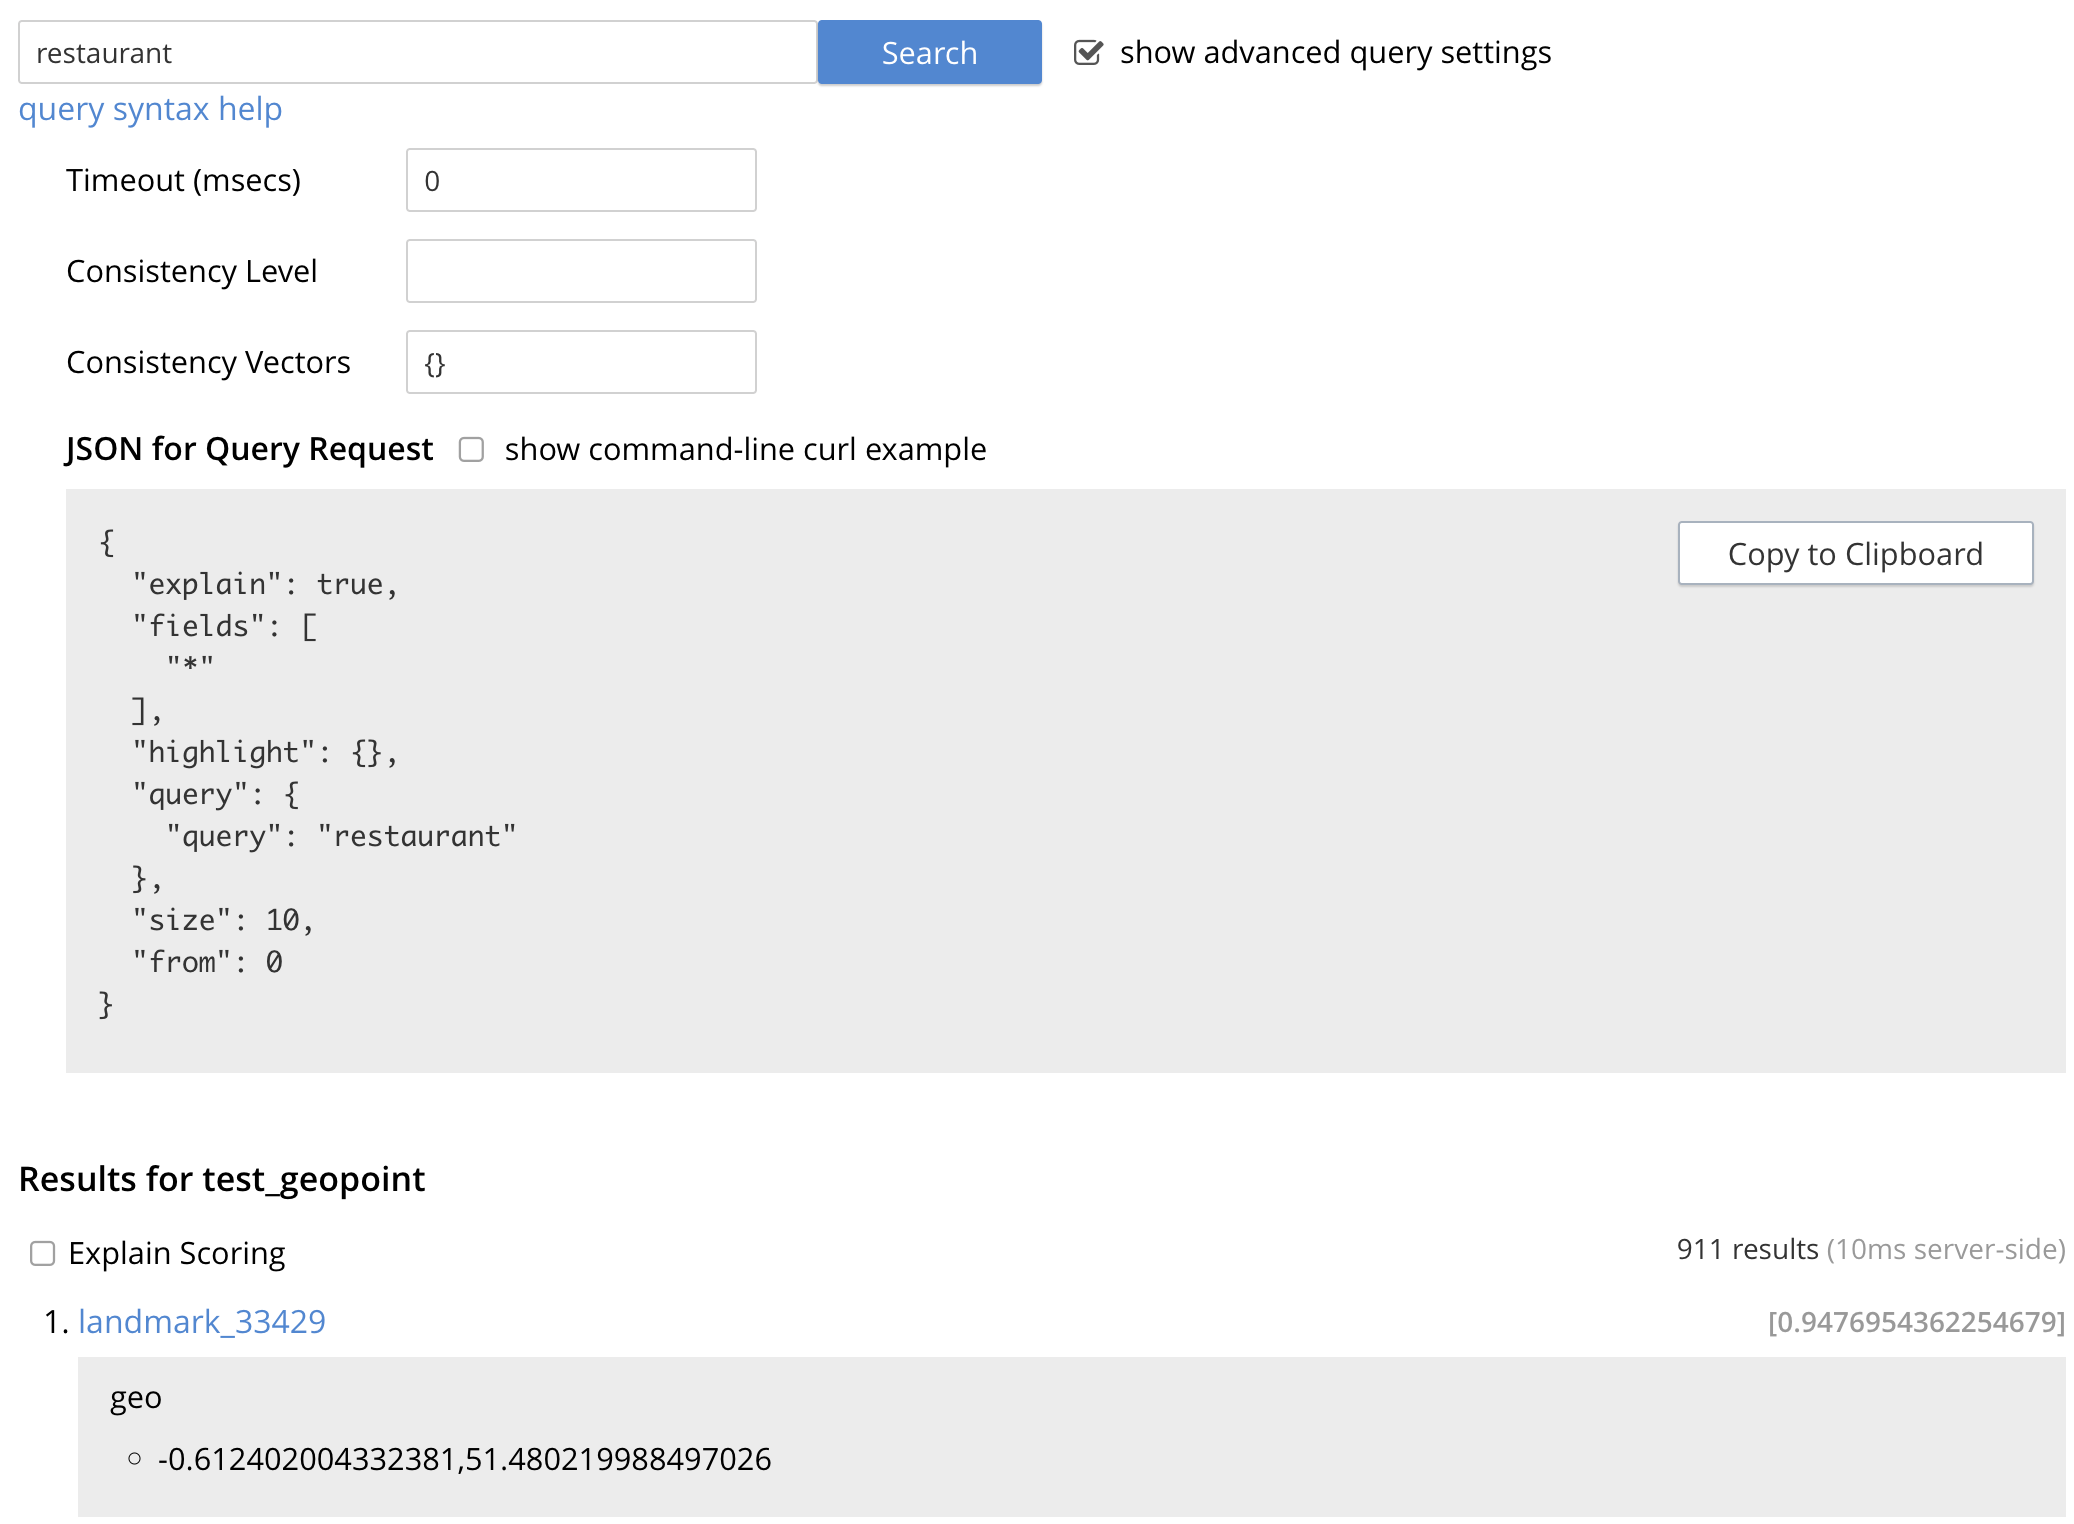 restaurant
Search
show advanced query settings
query syntax help
Timeout (msecs)
0
Consistency Level
Consistency Vectors
{}
JSON for Query Request
show command-line curl example
Copy to Clipboard
{
  "explain": true,
  "fields": [
    "*"
  ],
  "highlight": {},
  "query": {
    "query": "restaurant"
  },
  "size": 10,
  "from": 0
}
Results for test_geopoint
Explain Scoring
911 results (10ms server-side)
1. landmark_33429
[0.9476954362254679]
geo
-0.612402004332381,51.480219988497026